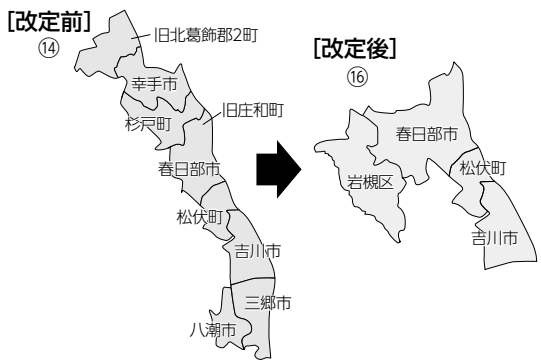 [改定前]
⑭
旧北葛飾郡2町
幸手市
旧庄和町
杉戸町
春日部市
松伏町
吉川市
三郷市
八潮市
[改定後]
⑯
春日部市
松伏町
岩槻区
吉川市